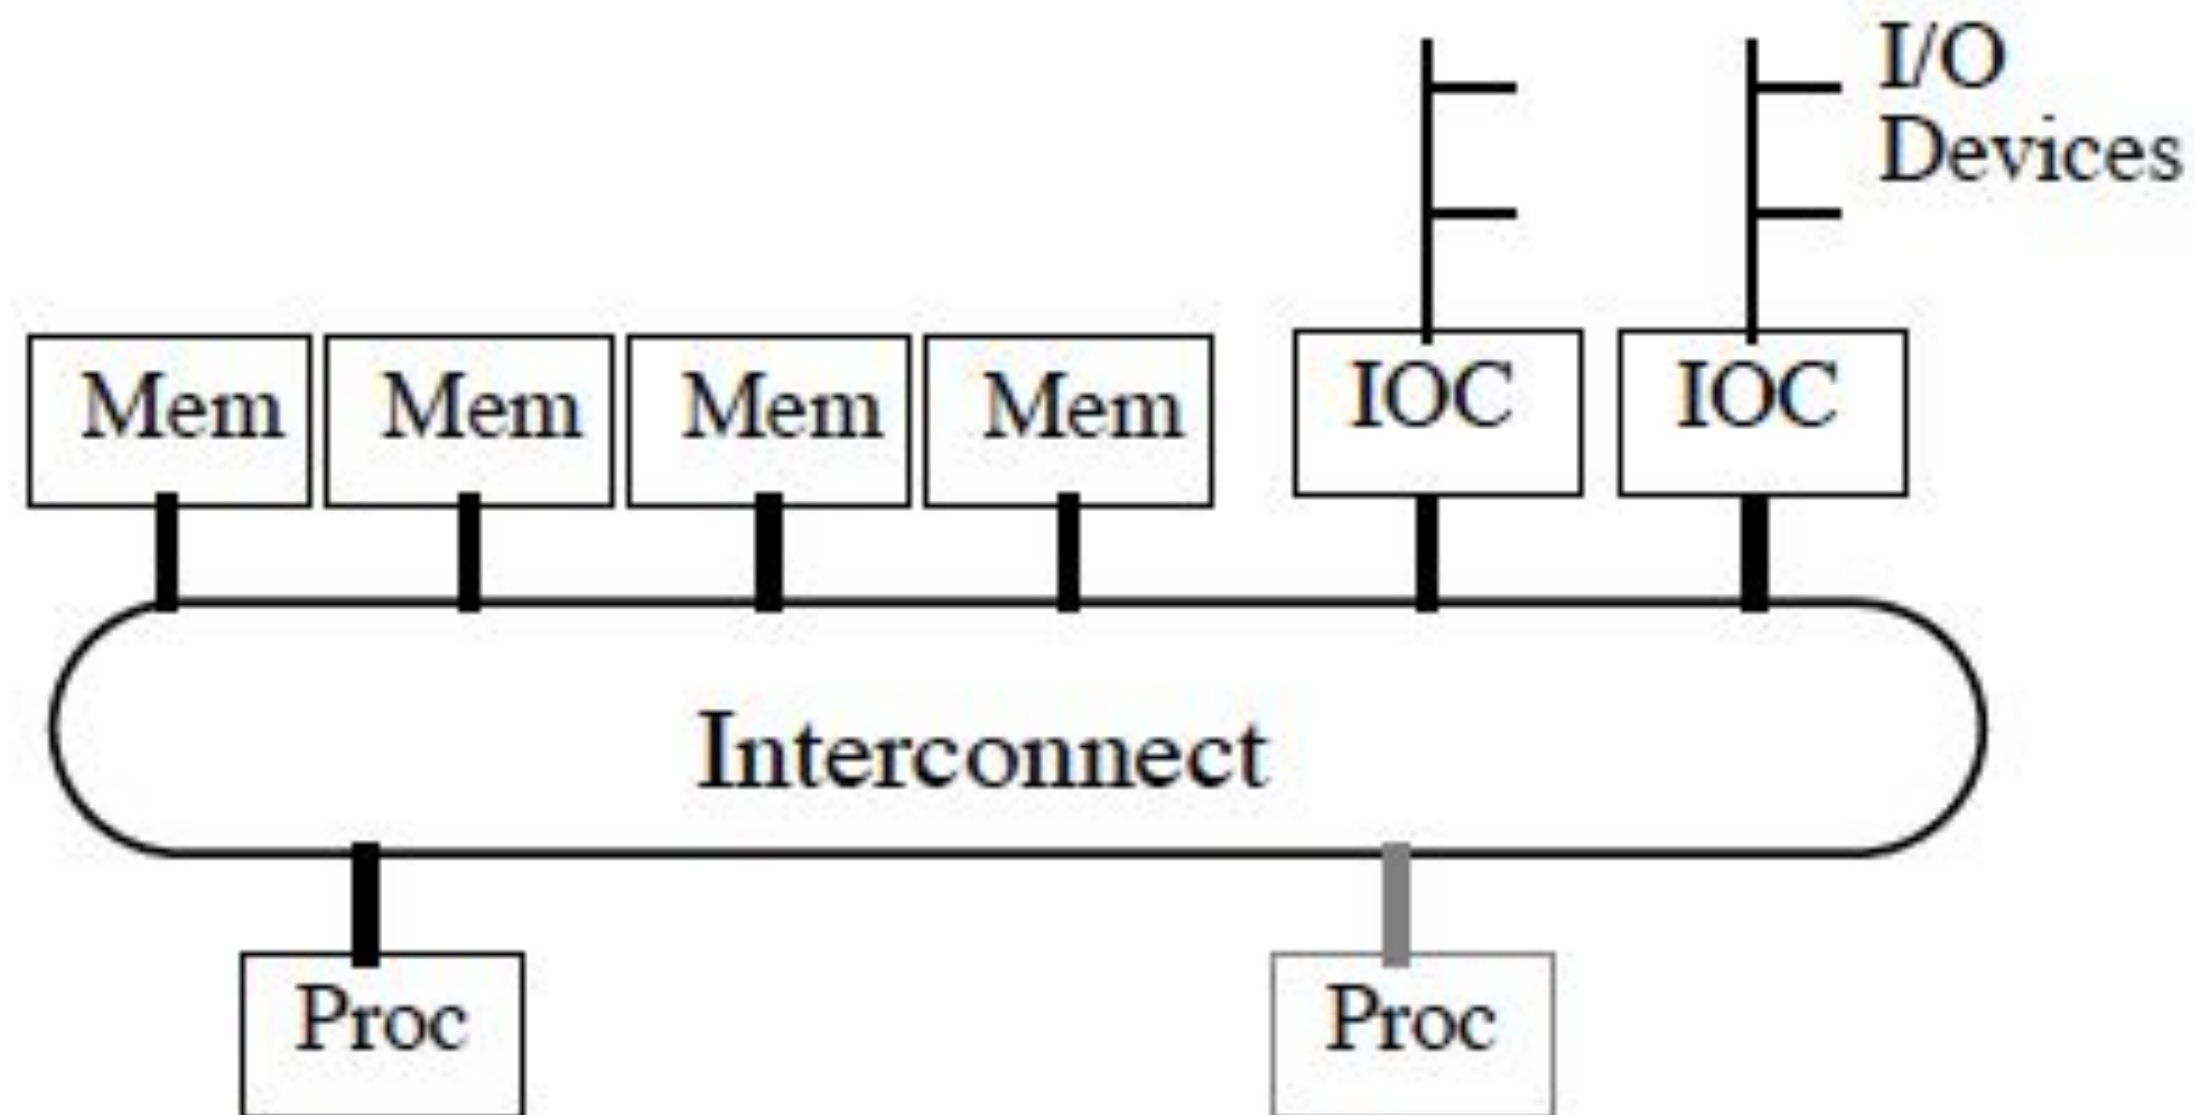 I/O
Devices
Mem Mem Mem Mem IOC IOC
Interconnect
Proc Proc